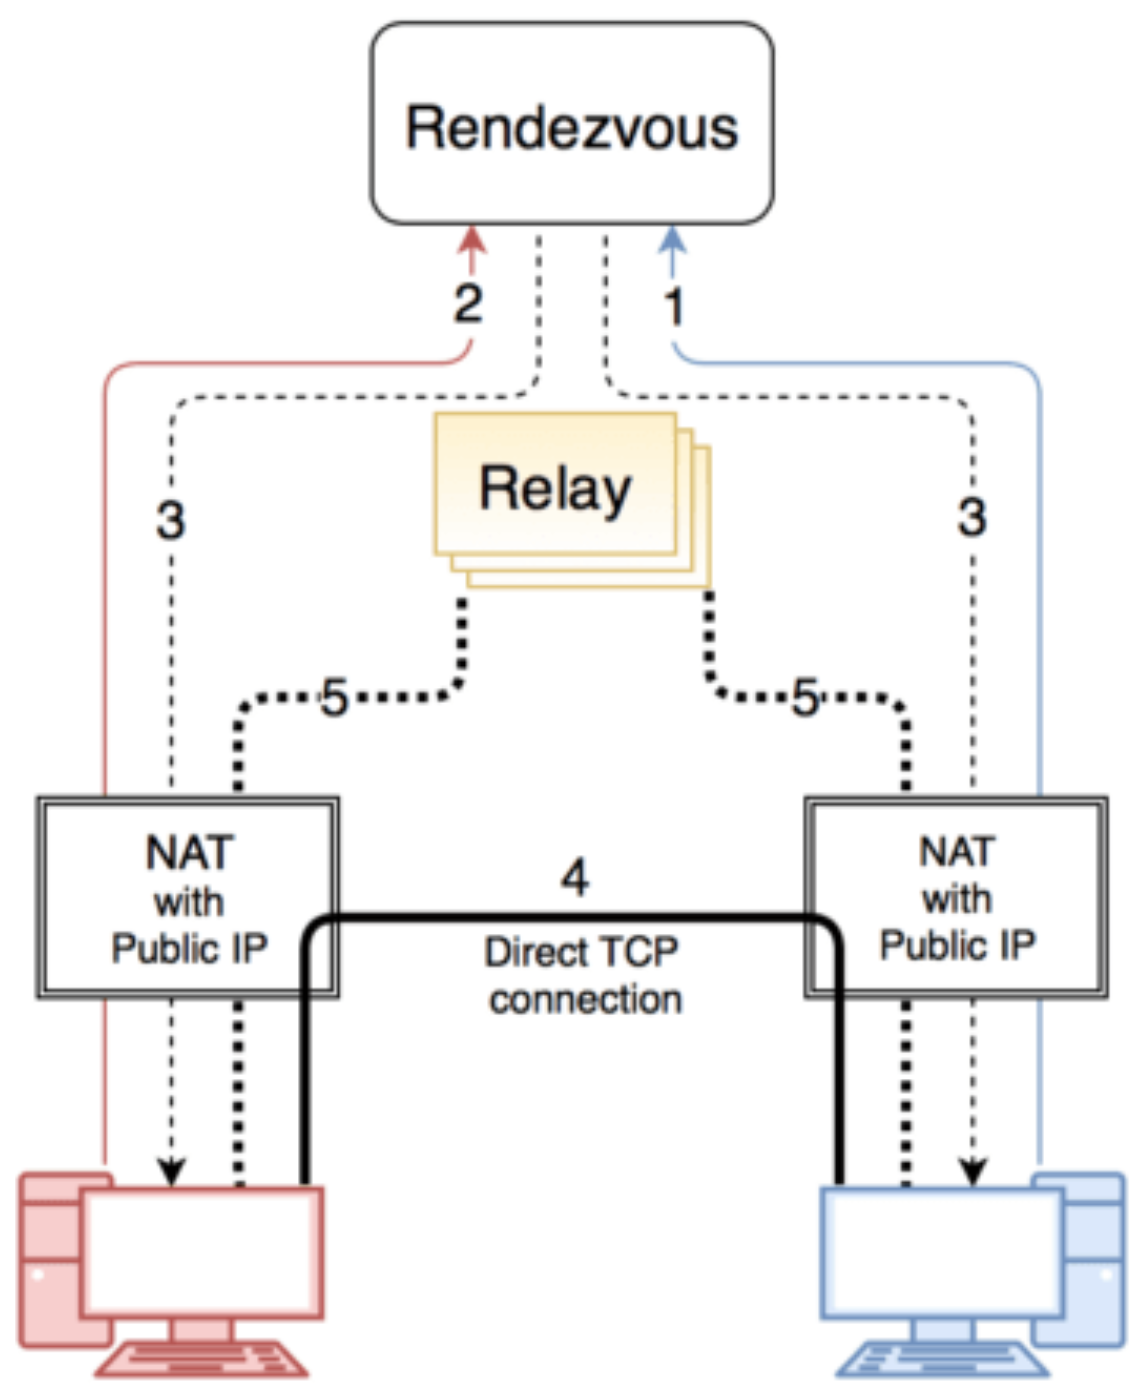 Rendezvous
2
1
Relay
3
3
5
5
NAT
with
Public IP
4
Direct TCP
connection
NAT
with
Public IP